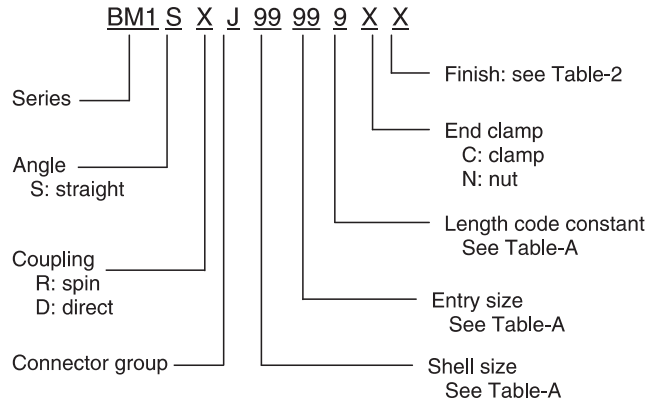 BM1 S X J 99 99 9 X X
Series
Angle
S: straight
Coupling
R: spin
D: direct
Connector group
Finish: see Table-2
End clamp
C: clamp
N: nut
Length code constant
See Table-A
Entry size
See Table-A
Shell size
See Table-A